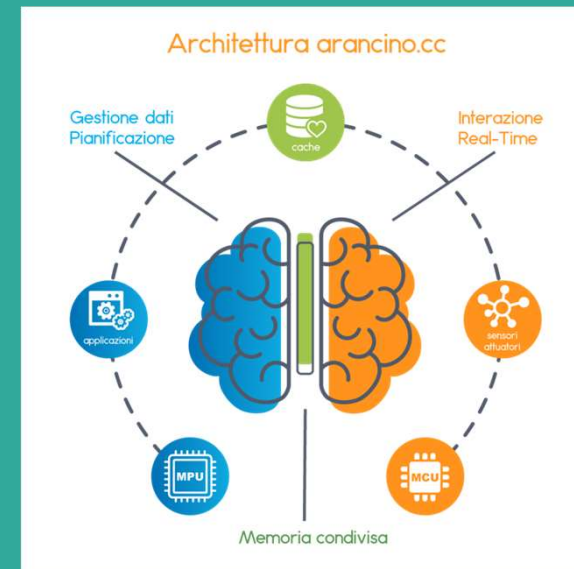 Architettura arancino.cc
Gestione dati
Pianificazione
Interazione
Real-Time
cache
applicazioni
sensori
attuatori
MPU
MCU
Memoria condivisa